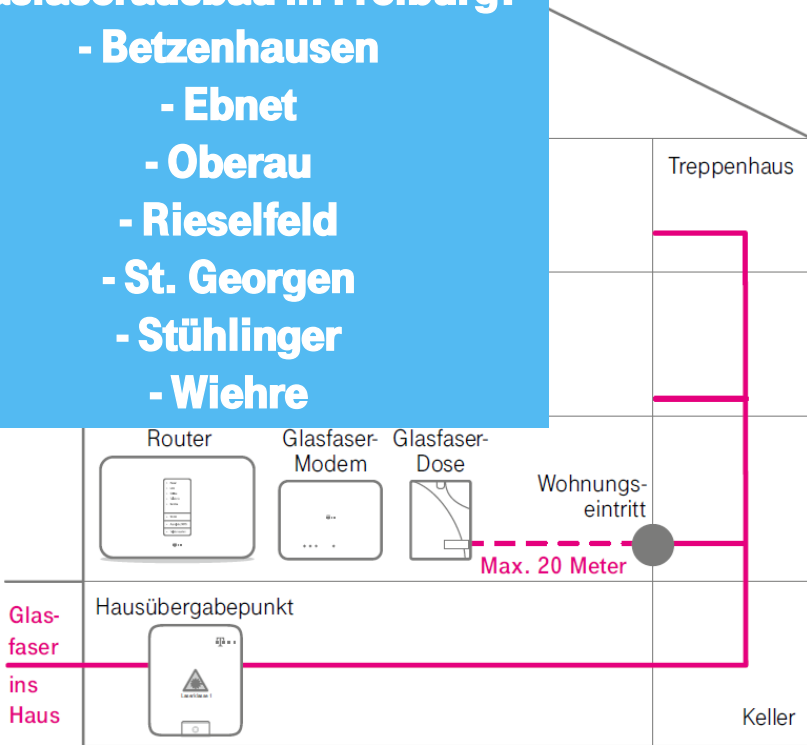 - Betzenhausen
- Ebnet
- Oberau
- Rieselfeld
- St. Georgen
- Stühlinger
- Wiehre
Treppenhaus
Router
Glasfaser-
Modem
Glasfaser-
Dose
Wohnungs-
eintritt
Max. 20 Meter
Hausübergabepunkt
Glas-
faser
ins
Haus
Keller